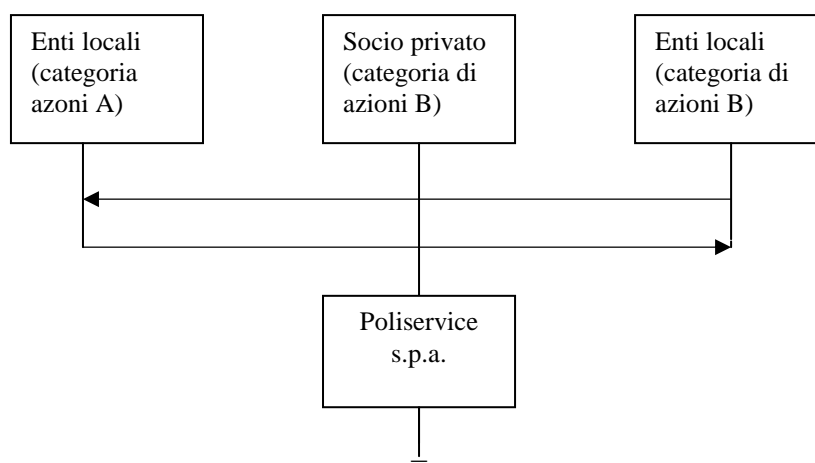 Enti locali
(categoria
azoni A)
Socio privato
(categoria di
azioni B)
Enti locali
(categoria di
azioni B)
Poliservice
s.p.a.